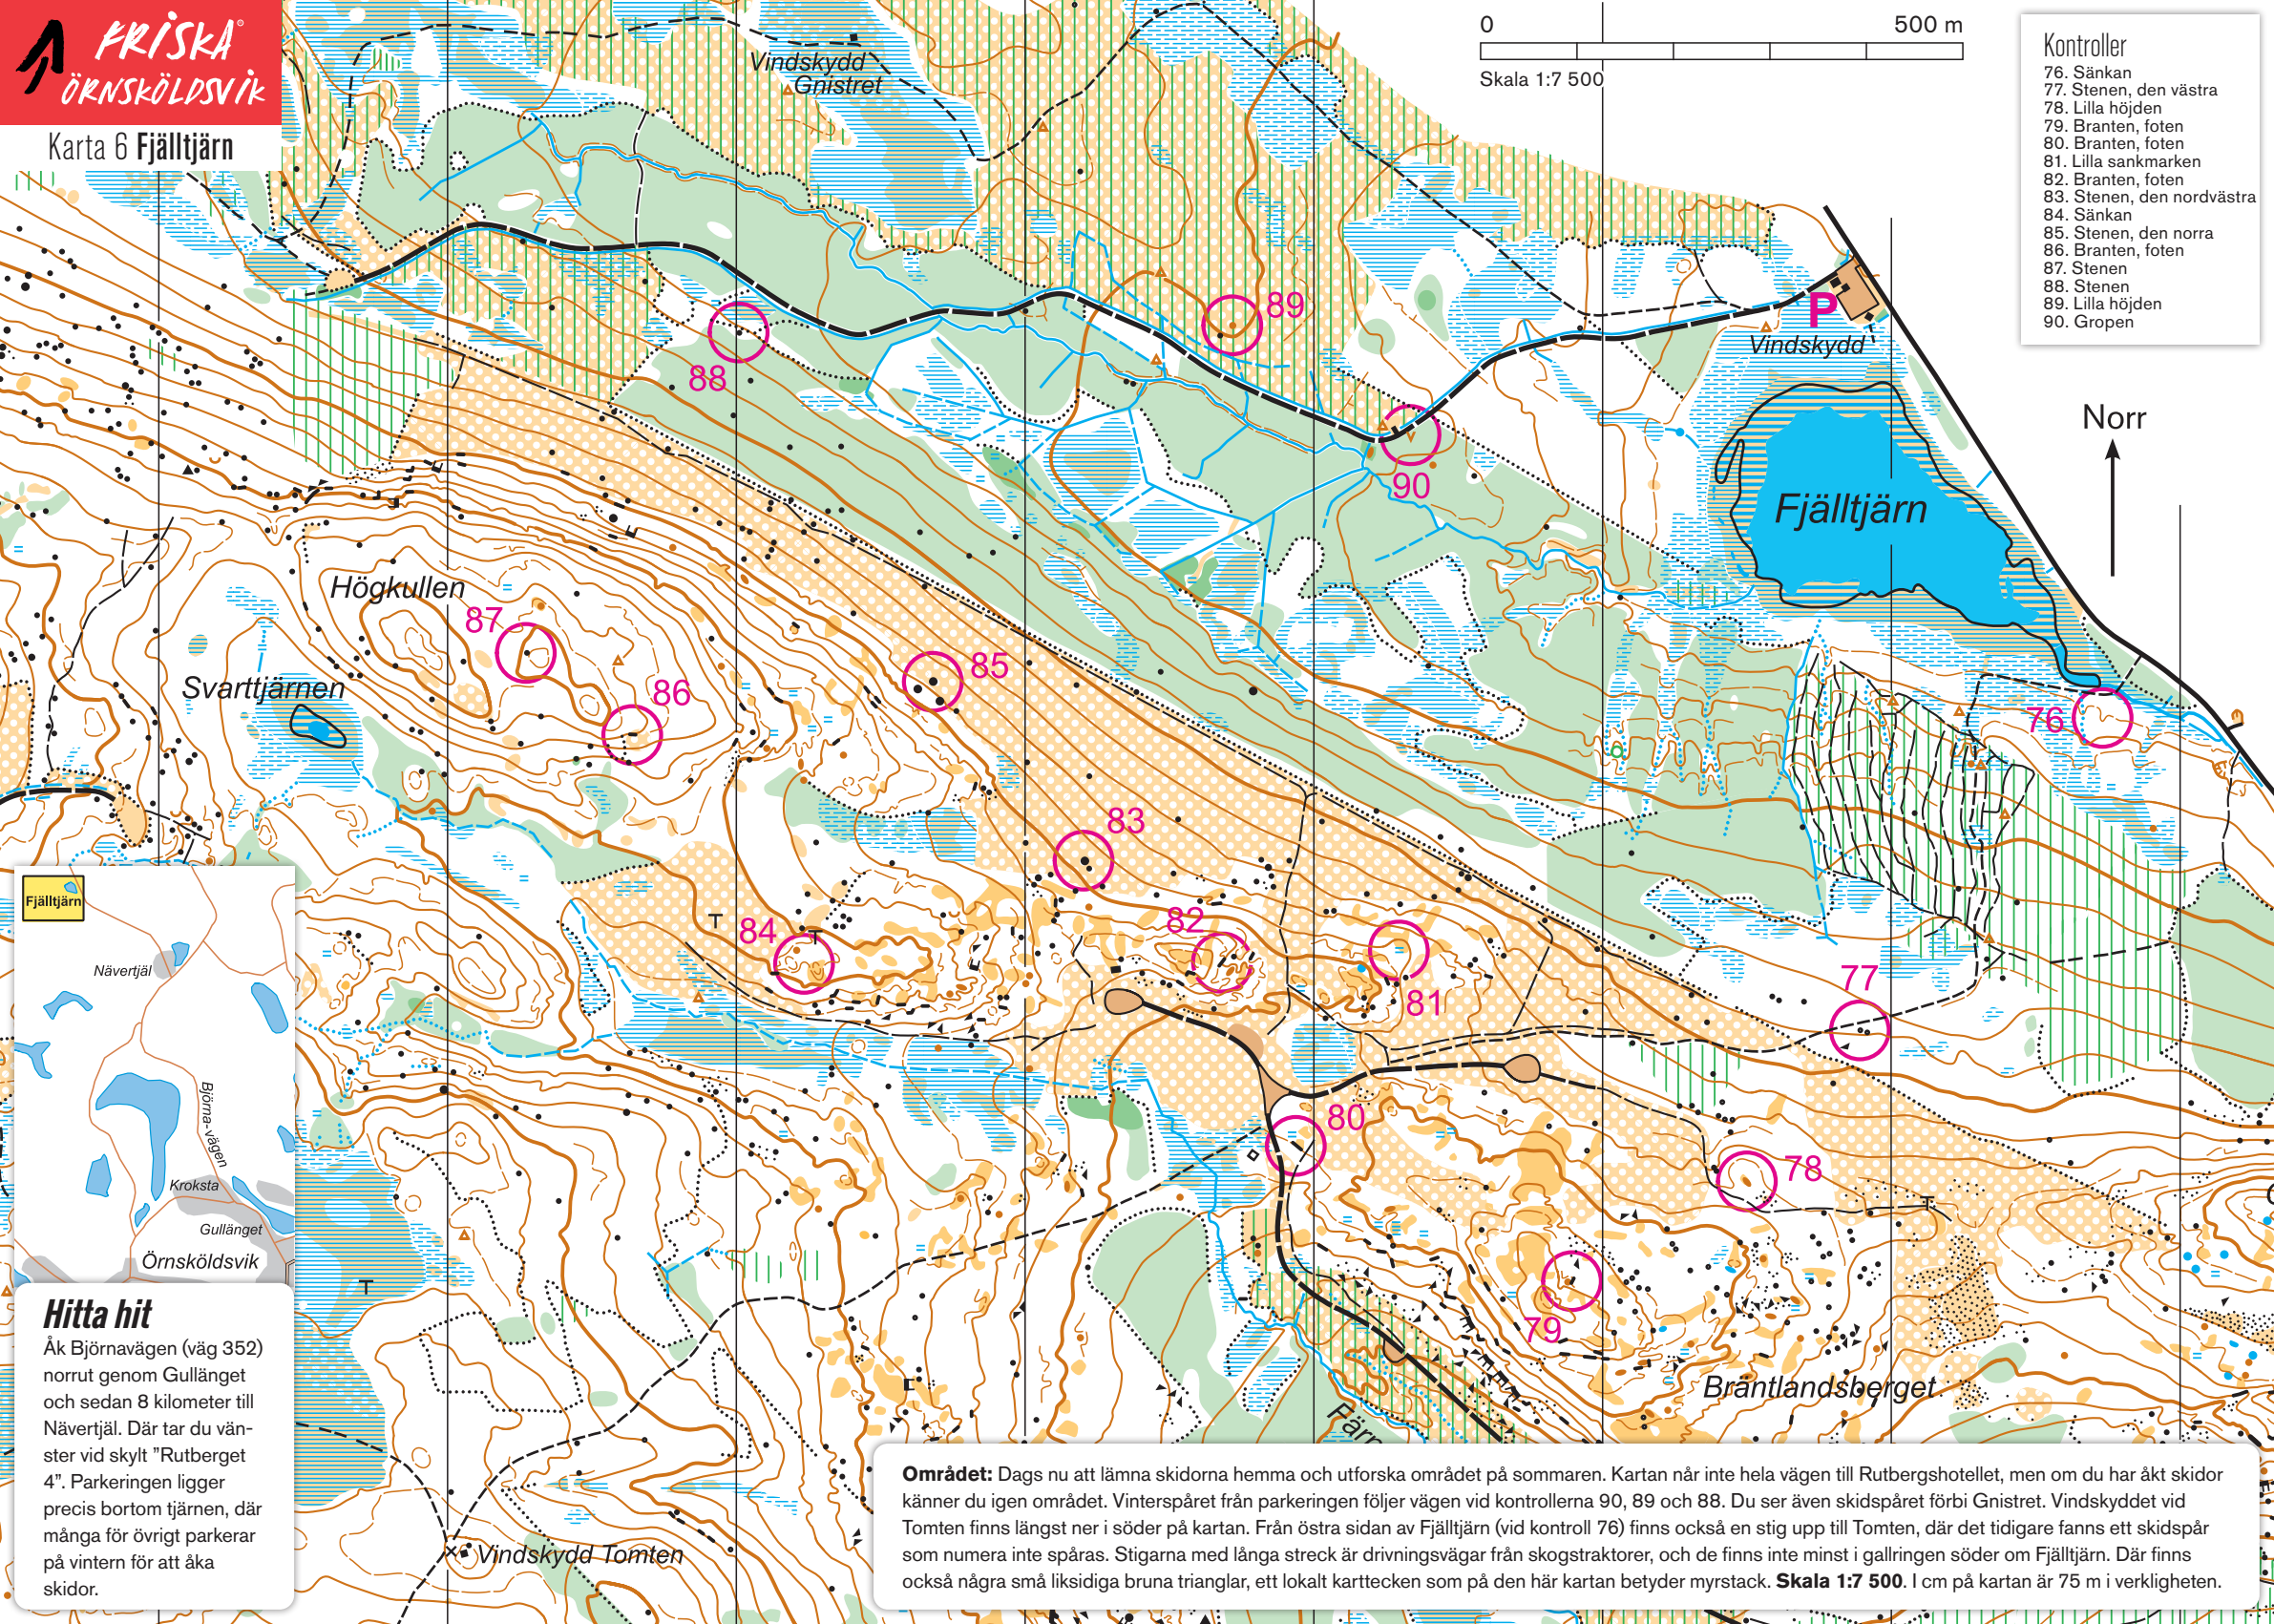 FRISKA
ÖRNSKÖLDSVIK
Karta 6 Fjälltjärn
Vindskydd
Gnistret
0 500 m
Skala 1:7 500
Kontroller
76. Sänkan
77. Stenen, den västra
78. Lilla höjden
79. Branten, foten
80. Branten, foten
81. Lilla sankmarken
82. Branten, foten
83. Stenen, den nordvästra
84. Sänkan
85. Stenen, den norra
86. Branten, foten
87. Stenen
88. Stenen
89. Lilla höjden
90. Gropen
Norr
P
Vindskydd
89
88
90
Fjälltjärn
Högkullen
87
86
85
Svarttjärnen
76
83
82
84
81
77
80
78
79
Bräntlandsberget
Vindskydd Tomten
Fjälltjärn
Nävertjäl
Björna-vägen
Kroksta
Gullänget
Örnsköldsvik
Hitta hit
Åk Björnavägen (väg 352)
norrut genom Gullänget
och sedan 8 kilometer till
Nävertjäl. Där tar du vän-
ster vid skylt ”Rutberget
4”. Parkeringen ligger
precis bortom tjärnen, där
många för övrigt parkerar
på vintern för att åka
skidor.
Området: Dags nu att lämna skidorna hemma och utforska området på sommaren. Kartan når inte hela vägen till Rutbergshotellet, men om du har åkt skidor
känner du igen området. Vinterspåret från parkeringen följer vägen vid kontrollerna 90, 89 och 88. Du ser även skidspåret förbi Gnistret. Vindskyddet vid
Tomten finns längst ner i söder på kartan. Från östra sidan av Fjälltjärn (vid kontroll 76) finns också en stig upp till Tomten, där det tidigare fanns ett skidspår
som numera inte spåras. Stigarna med långa streck är drivningsvägar från skogstraktorer, och de finns inte minst i gallringen söder om Fjälltjärn. Där finns
också några små liksidiga bruna trianglar, ett lokalt karttecken som på den här kartan betyder myrstack. Skala 1:7 500. I cm på kartan är 75 m i verkligheten.